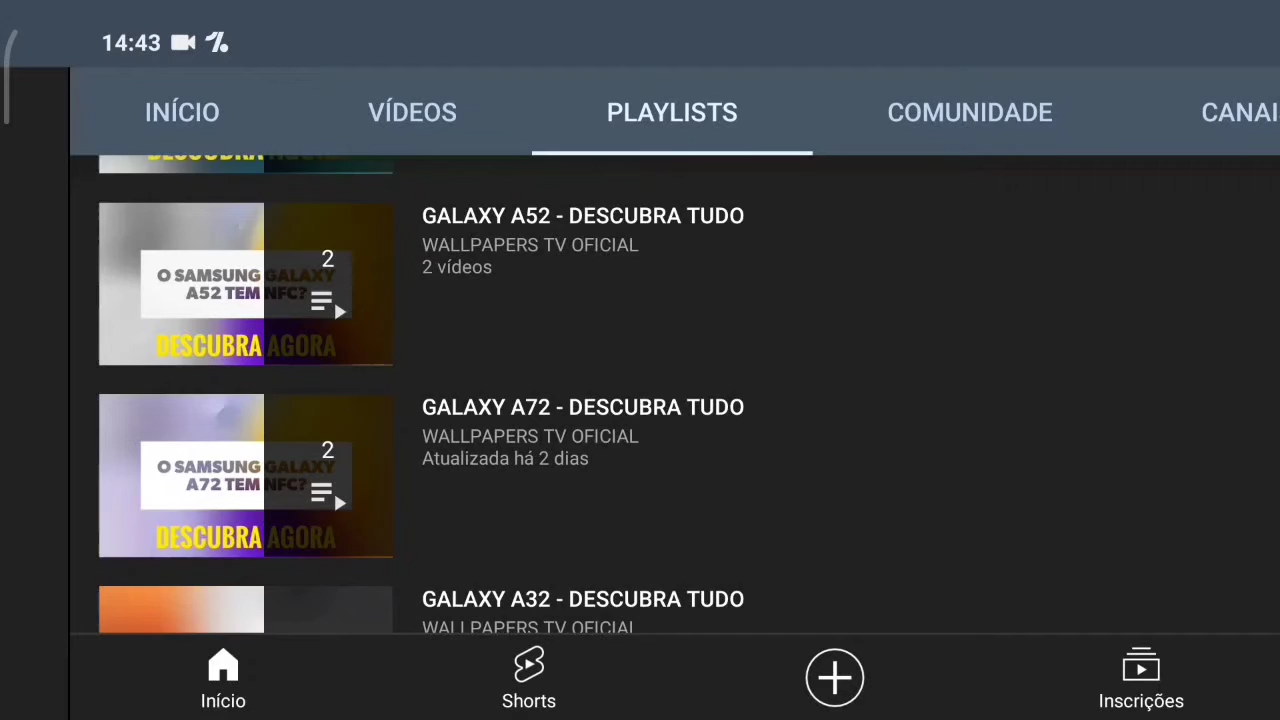 14:43
INÍCIO VÍDEOS PLAYLISTS COMUNIDADE CANAI
DESCUBRA AGORA
GALAXY A52 - DESCUBRA TUDO
WALLPAPERS TV OFICIAL
2 vídeos
2
O SAMSUNG GALAXY
A52 TEM NFC?
DESCUBRA AGORA
GALAXY A72 - DESCUBRA TUDO
WALLPAPERS TV OFICIAL
Atualizada há 2 dias
2
O SAMSUNG GALAXY
A72 TEM NFC?
DESCUBRA AGORA
GALAXY A32 - DESCUBRA TUDO
WALLPAPERS TV OFICIAL
Início Shorts Inscrições